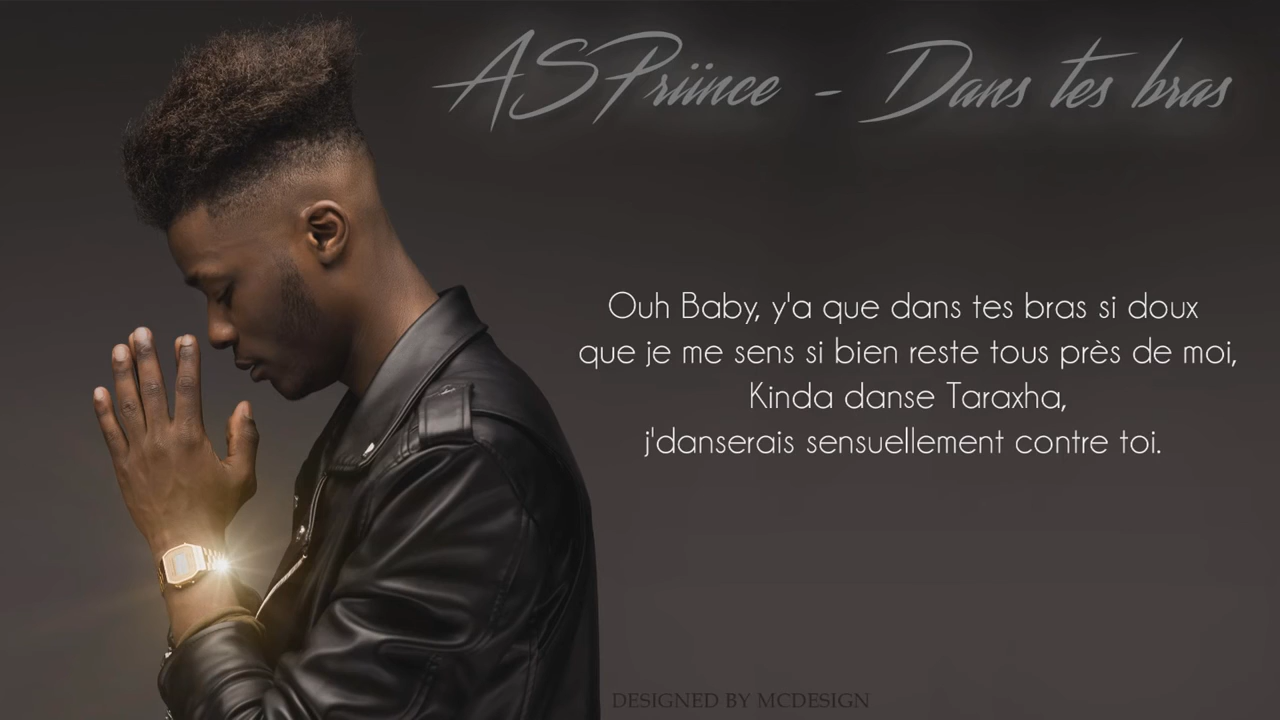 ASPriince - Dans tes bras
Ouh Baby, y'a que dans tes bras si doux
que je me sens si bien reste tous près de moi,
Kinda danse Taraxha,
j'danserais sensuellement contre toi.
DESIGNED BY MCDESIGN